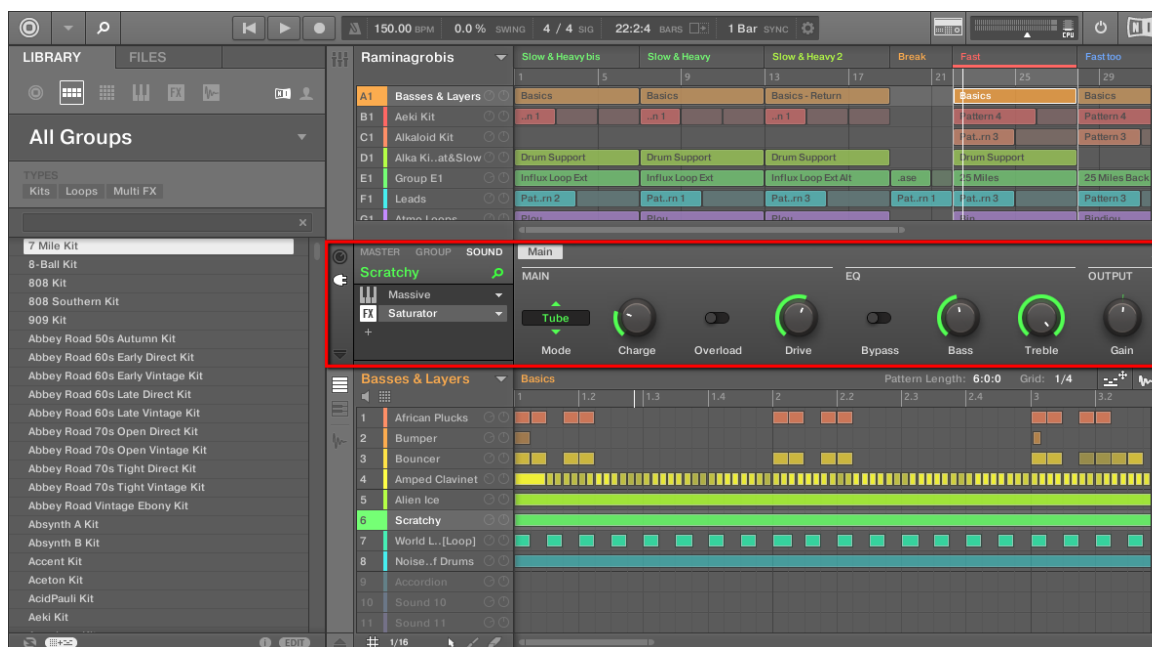 150.00 BPM 0.0 % SWING 4 / 4 SIG 22:2:4 BARS 1 Bar SYNC CPU NI
LIBRARY FILES
FX NI
All Groups
TYPES
Kits Loops Multi FX
7 Mile Kit
8-Ball Kit
808 Kit
808 Southern Kit
909 Kit
Abbey Road 50s Autumn Kit
Abbey Road 60s Early Direct Kit
Abbey Road 60s Early Vintage Kit
Abbey Road 60s Late Direct Kit
Abbey Road 60s Late Vintage Kit
Abbey Road 70s Open Direct Kit
Abbey Road 70s Open Vintage Kit
Abbey Road 70s Tight Direct Kit
Abbey Road 70s Tight Vintage Kit
Abbey Road Vintage Ebony Kit
Absynth A Kit
Absynth B Kit
Accent Kit
Aceton Kit
AcidPauli Kit
Aeki Kit
EDIT
Raminagrobis Slow & Heavy bis Slow & Heavy Slow & Heavy 2 Break Fast Fast too
1 5 9 13 17 21 25 29
A1 Basses & Layers Basics Basics Basics - Return Basics Basics
B1 Aeki Kit ..n 1 ..n 1 ..n 1 Pattern 4 Pattern 4
C1 Alkaloid Kit Pat..rn 3 Pattern 3
D1 Alka Ki..at&Slow Drum Support Drum Support Drum Support Drum Support
E1 Group E1 Influx Loop Ext Influx Loop Ext Influx Loop Ext Alt .ase 25 Miles 25 Miles Back
F1 Leads Pat..rn 2 Pat..rn 1 Pat..rn 3 Pat..rn 1 Pat..rn 3 Pattern 3
G1 Atmo Loops Plou Plou Plou Bindiou
MASTER GROUP SOUND Main
Scratchy MAIN EQ OUTPUT
Massive
FX Saturator Tube
+
Mode Charge Overload Drive Bypass Bass Treble Gain
Basses & Layers Basics Pattern Length: 6:0:0 Grid: 1/4
1 1.2 1.3 1.4 2 2.2 2.3 2.4 3 3.2
1 African Plucks
2 Bumper
3 Bouncer
4 Amped Clavinet
5 Alien Ice
6 Scratchy
7 World L..[Loop]
8 Noise..f Drums
9 Accordion
10 Sound 10
11 Sound 11
1/16